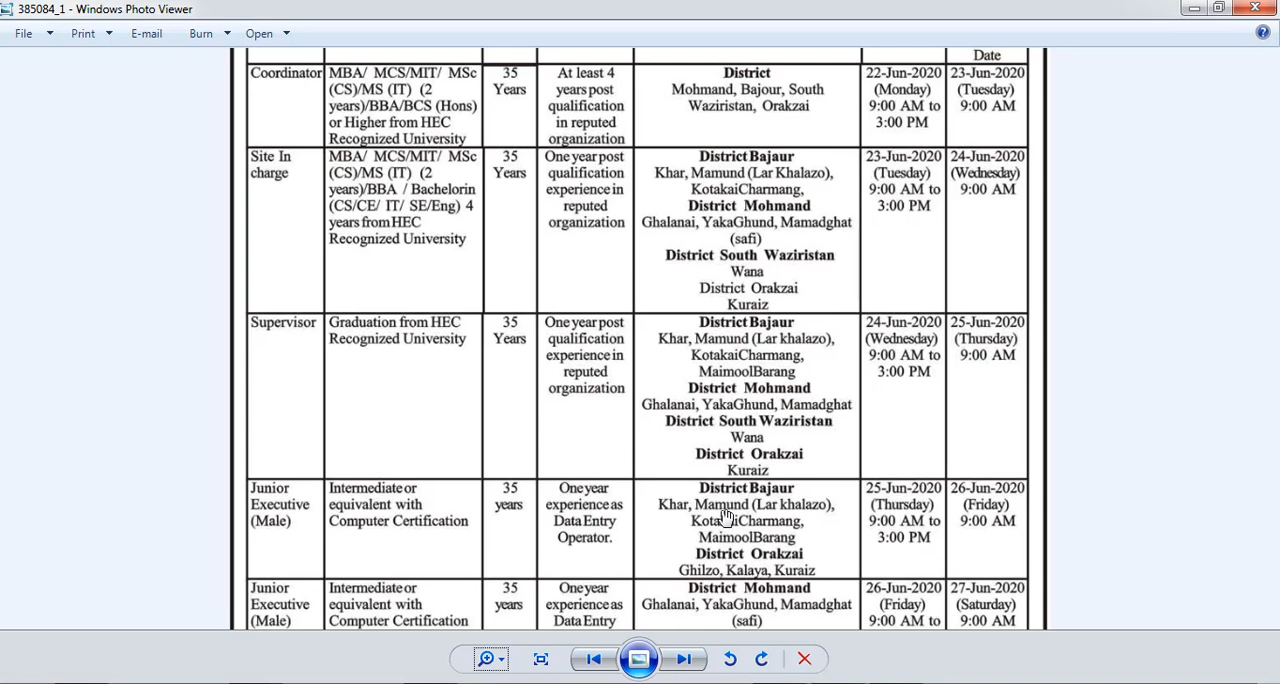 385084_1 - Windows Photo Viewer
File Print E-mail Burn Open
Date
Coordinator
MBA/ MCS/MIT/ MSc
(CS)/MS (IT) (2
years)/BBA/BCS (Hons)
or Higher from HEC
Recognized University
35
Years
At least 4
years post
qualification
in reputed
organization
District
Mohmand, Bajour, South
Waziristan, Orakzai
22-Jun-2020
(Monday)
9:00 AM to
3:00 PM
23-Jun-2020
(Tuesday)
9:00 AM
Site In
charge
MBA/ MCS/MIT/ MSc
(CS)/MS (IT) (2
years)/BBA / Bachelorin
(CS/CE/ IT/ SE/Eng) 4
years from HEC
Recognized University
35
Years
One year post
qualification
experience in
reputed
organization
District Bajaur
Khar, Mamund (Lar Khalazo),
KotakaiCharmang,
District Mohmand
Ghalanai, YakaGhund, Mamadghat
(safi)
District South Waziristan
Wana
District Orakzai
Kuraiz
23-Jun-2020
(Tuesday)
9:00 AM to
3:00 PM
24-Jun-2020
(Wednesday)
9:00 AM
Supervisor
Graduation from HEC
Recognized University
35
Years
One year post
qualification
experience in
reputed
organization
District Bajaur
Khar, Mamund (Lar khalazo),
KotakaiCharmang,
MaimoolBarang
District Mohmand
Ghalanai, YakaGhund, Mamadghat
District South Waziristan
Wana
District Orakzai
Kuraiz
24-Jun-2020
(Wednesday)
9:00 AM to
3:00 PM
25-Jun-2020
(Thursday)
9:00 AM
Junior
Executive
(Male)
Intermediate or
equivalent with
Computer Certification
35
years
One year
experience as
Data Entry
Operator.
District Bajaur
Khar, Mamund (Lar khalazo),
KotakaiCharmang,
MaimoolBarang
District Orakzai
Ghilzo, Kalaya, Kuraiz
25-Jun-2020
(Thursday)
9:00 AM to
3:00 PM
26-Jun-2020
(Friday)
9:00 AM
Junior
Executive
(Male)
Intermediate or
equivalent with
Computer Certification
35
years
One year
experience as
Data Entry
District Mohmand
Ghalanai, YakaGhund, Mamadghat
(safi)
26-Jun-2020
(Friday)
9:00 AM to
27-Jun-2020
(Saturday)
9:00 AM